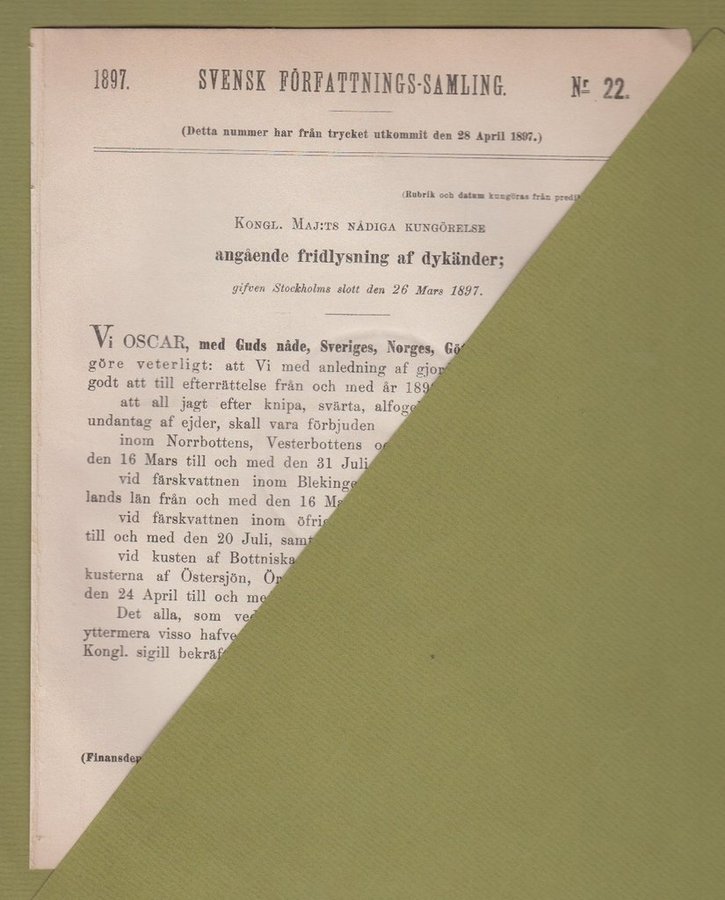 1897. SVENSK FÖRFATTNINGS-SAMLING. Nr 22.
(Detta nummer har från trycket utkommit den 28 April 1897.)
(Rubrik och datum kungöras från
KONGL. MAJ:TS NÅDIGA KUNGÖRELSE
angående fridlysning af dykänder;
gifven Stockholms slott den 26 Mars 1897.
Vi OSCAR, med Guds nåde, Sveriges, Norges,
göre veterligt: att Vi med anledning af
godt att till efterrättelse från och med år
att all jagt efter knipa, svärta,
undantag af ejder, skall vara förbjuden
inom Norrbottens, Vesterbottens
den 16 Mars till och med den 31 Juli
vid färskvattnen inom
lands län från och med den 16
vid färskvattnen inom
till och med den 20 Juli,
vid kusten af Bottniska
kusterna af Östersjön,
den 24 April till och
Det alla, som
yttermera visso
Kongl. sigill